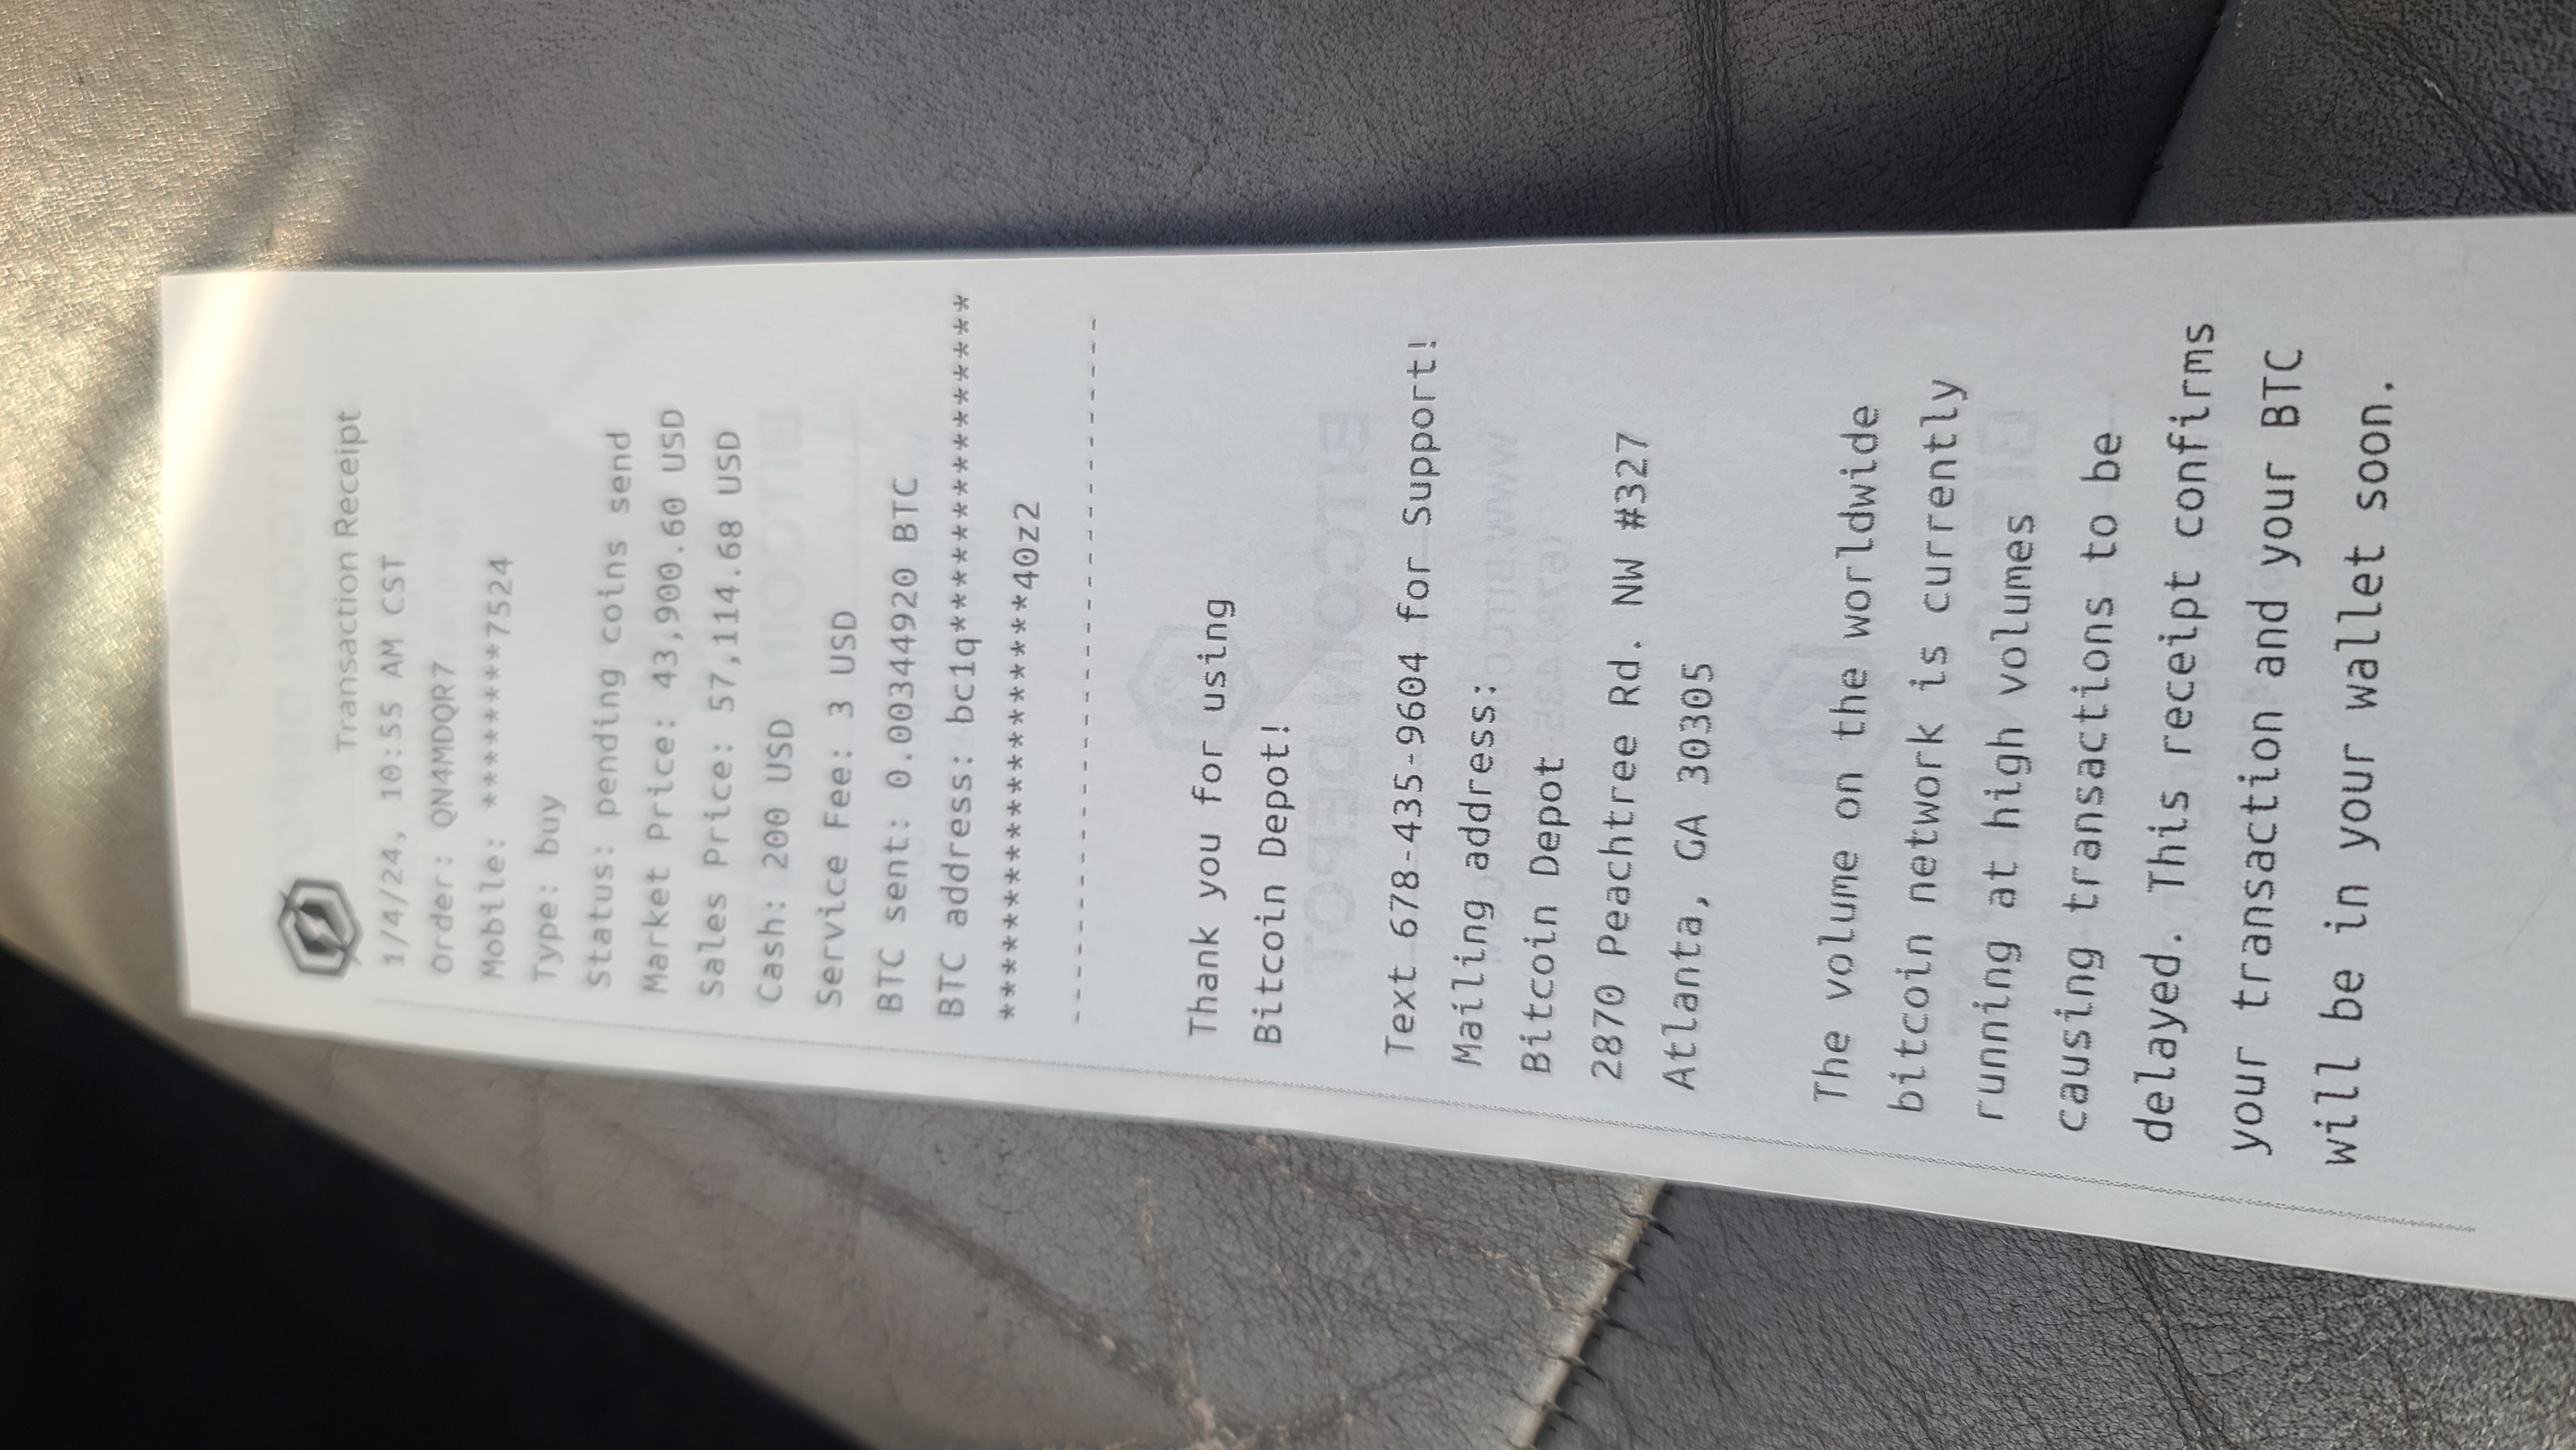 Transaction Receipt
1/4/24, 10:55 AM CST
Order: QN4MDQR7
Mobile: ********7524
Type: buy
Status: pending coins send
Market Price: 43,900.60 USD
Sales Price: 57,114.68 USD
Cash: 200 USD
Service Fee: 3 USD
BTC sent: 0.00344920 BTC
BTC address: bc1q*******************
**************************40z2
--------------------------------
Thank you for using
Bitcoin Depot!
Text 678-435-9604 for Support!
Mailing address:
Bitcoin Depot
2870 Peachtree Rd. NW #327
Atlanta, GA 30305
The volume on the worldwide
bitcoin network is currently
running at high volumes
causing transactions to be
delayed. This receipt confirms
your transaction and your BTC
will be in your wallet soon.